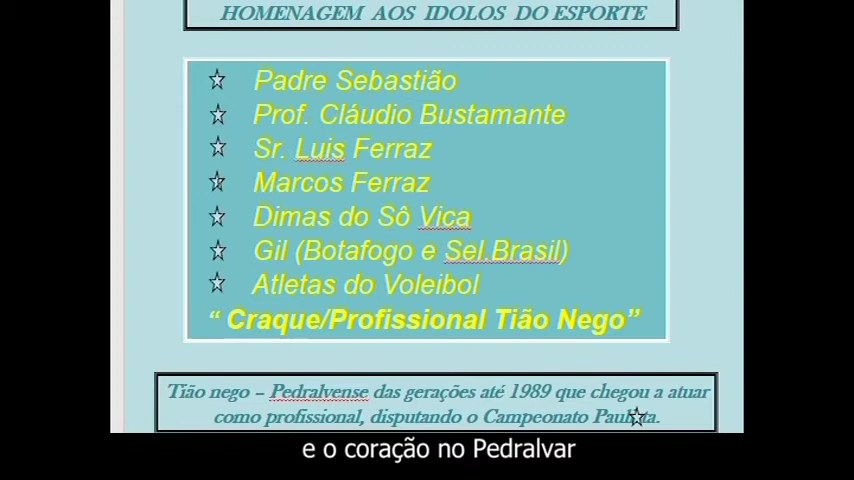 HOMENAGEM AOS IDOLOS DO ESPORTE
Padre Sebastião
Prof. Cláudio Bustamante
Sr. Luis Ferraz
Marcos Ferraz
Dimas do Sô Vica
Gil (Botafogo e Sel.Brasil)
Atletas do Voleibol
“ Craque/Profissional Tião Nego”
Tião nego – Pedralvense das gerações até 1989 que chegou a atuar
como profissional, disputando o Campeonato Paulista.
e o coração no Pedralvar